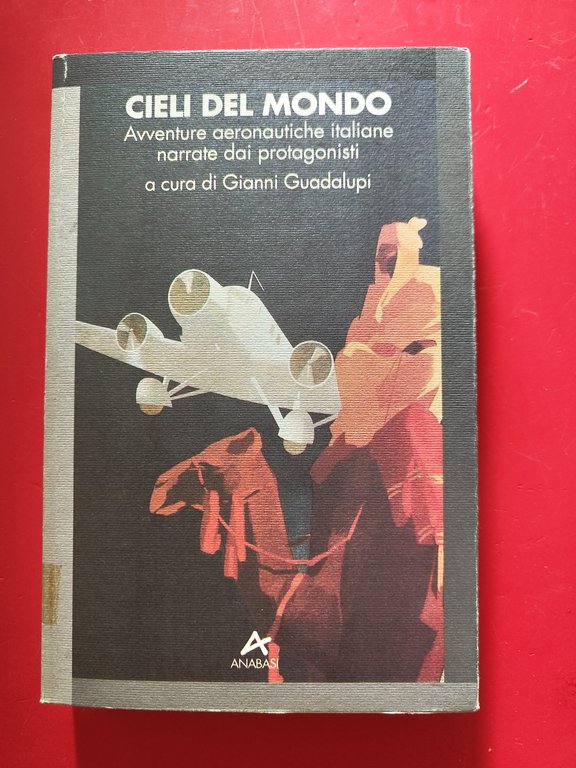 CIELI DEL MONDO
Avventure aeronautiche italiane
narrate dai protagonisti
a cura di Gianni Guadalupi
ANABASI